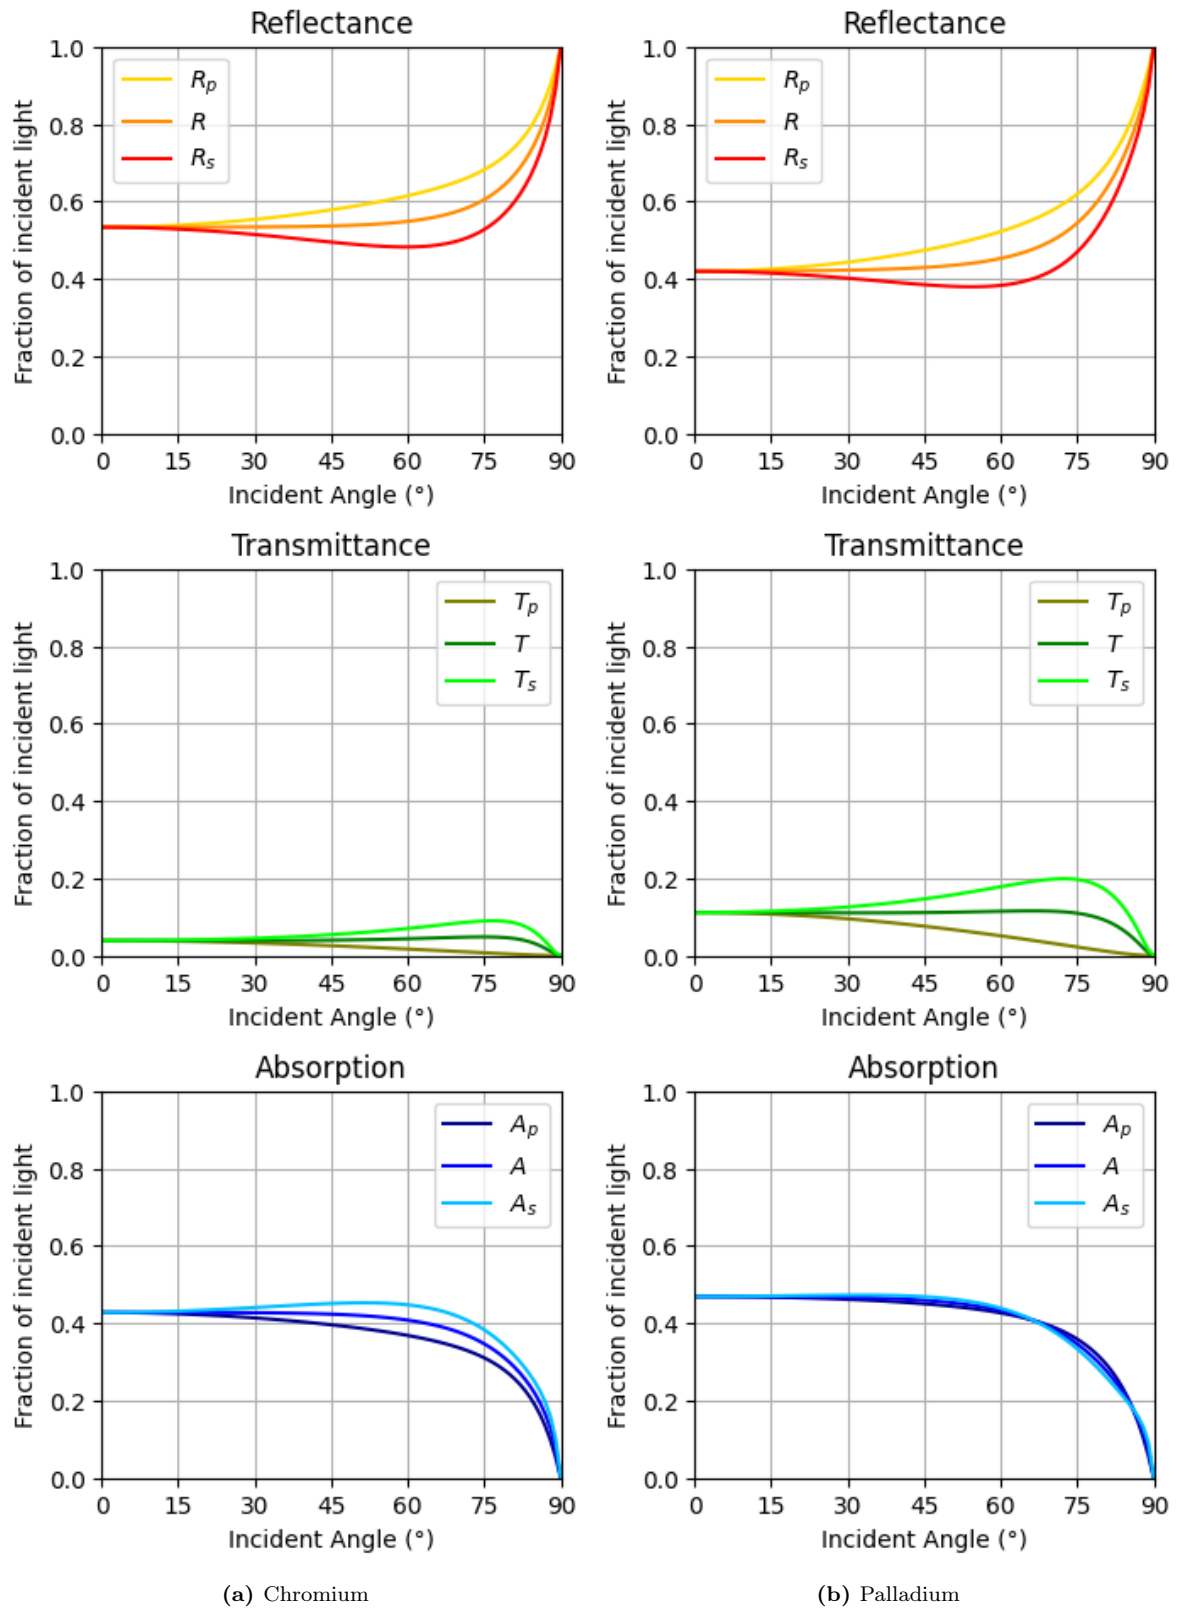 Reflectance
Fraction of incident light
1.0
0.8
0.6
0.4
0.2
0.0
R_p
R
R_s
0 15 30 45 60 75 90
Incident Angle (°)
Reflectance
Fraction of incident light
1.0
0.8
0.6
0.4
0.2
0.0
R_p
R
R_s
0 15 30 45 60 75 90
Incident Angle (°)
Transmittance
Fraction of incident light
1.0
0.8
0.6
0.4
0.2
0.0
T_p
T
T_s
0 15 30 45 60 75 90
Incident Angle (°)
Transmittance
Fraction of incident light
1.0
0.8
0.6
0.4
0.2
0.0
T_p
T
T_s
0 15 30 45 60 75 90
Incident Angle (°)
Absorption
Fraction of incident light
1.0
0.8
0.6
0.4
0.2
0.0
A_p
A
A_s
0 15 30 45 60 75 90
Incident Angle (°)
Absorption
Fraction of incident light
1.0
0.8
0.6
0.4
0.2
0.0
A_p
A
A_s
0 15 30 45 60 75 90
Incident Angle (°)
(a) Chromium
(b) Palladium